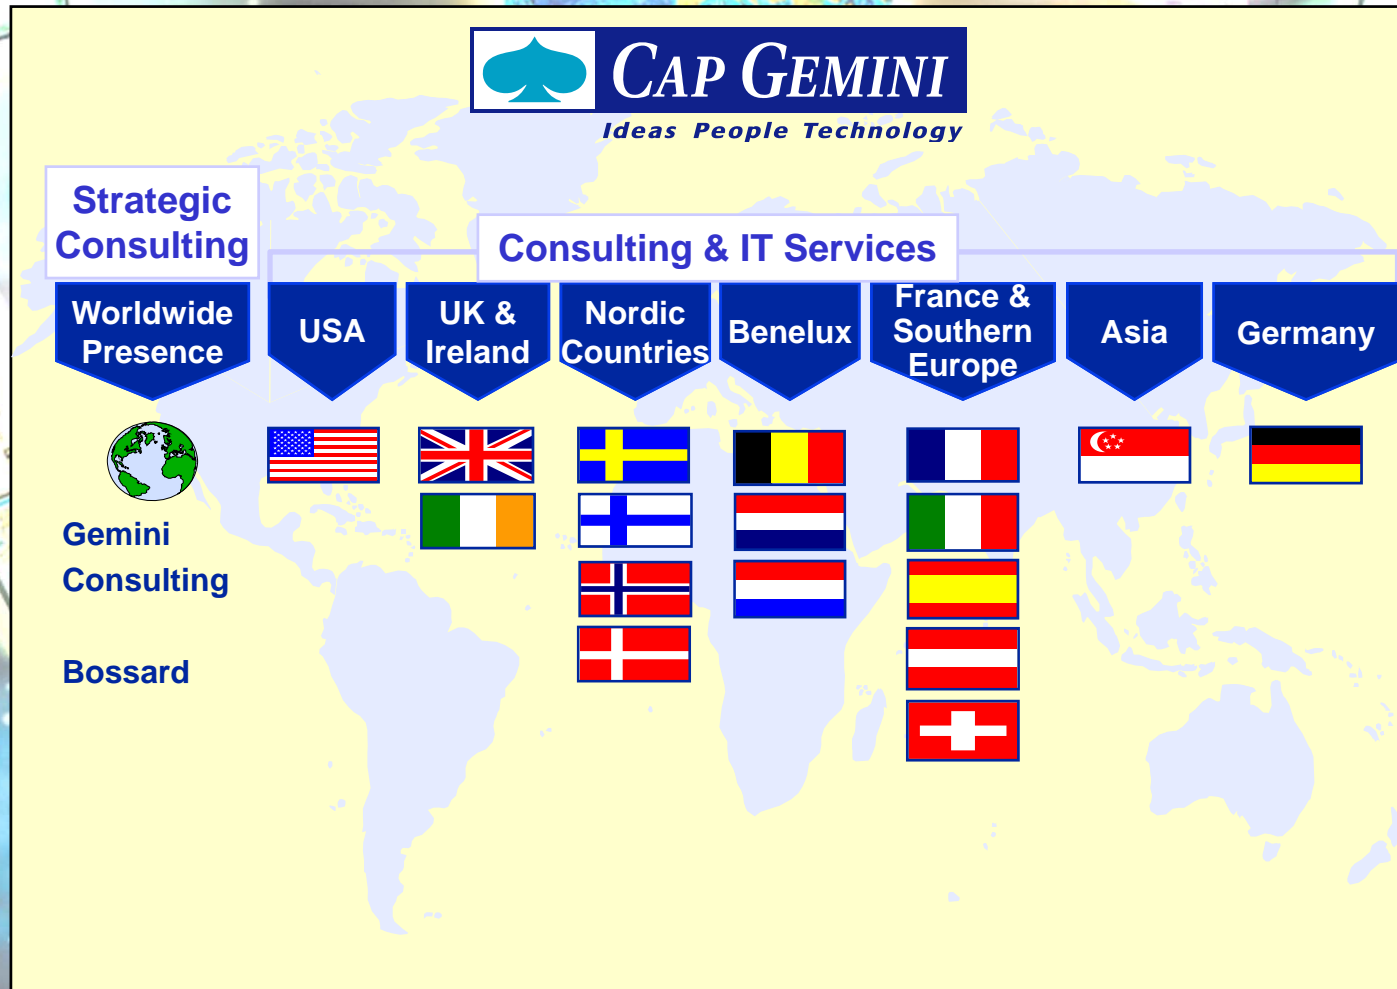 CAP GEMINI
Ideas People Technology
Strategic
Consulting
Consulting & IT Services
Worldwide
Presence
USA
UK &
Ireland
Nordic
Countries
Benelux
France &
Southern
Europe
Asia
Germany
Gemini
Consulting
Bossard